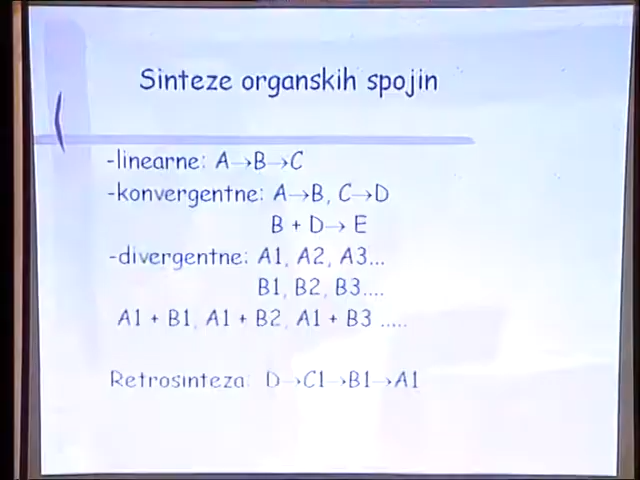 Sinteze organskih spojin
-linearne: A→B→C
-konvergentne: A→B, C→D
B + D→ E
-divergentne: A1, A2, A3...
B1, B2, B3....
A1 + B1, A1 + B2, A1 + B3 .....
Retrosinteza: D→C1→B1→A1